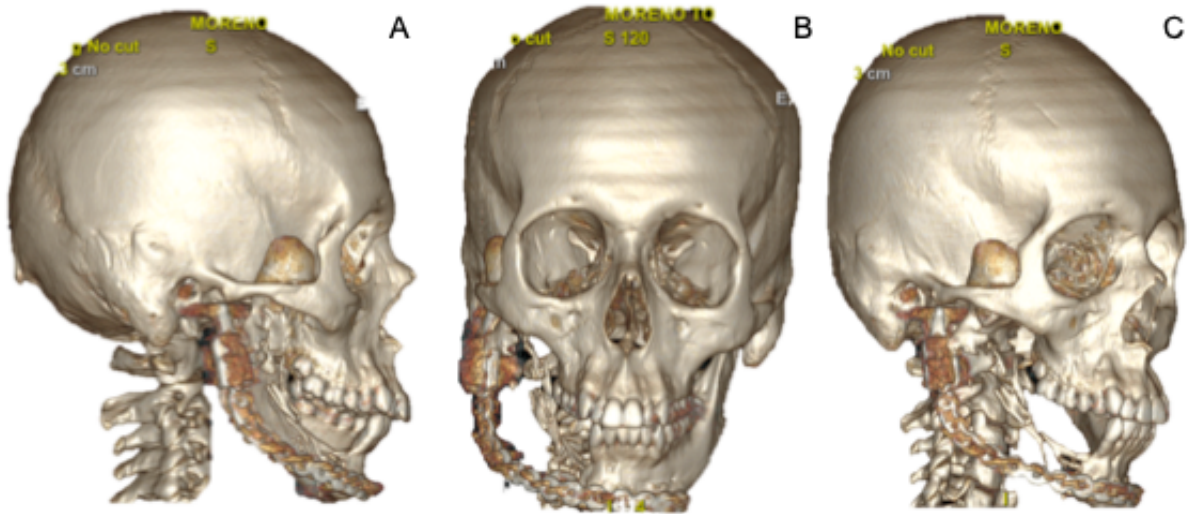 A
MORENO
S
g No cut
3 cm
B
MORENO TO
S 120
o cut
m
E
C
MORENO
S
No cut
3 cm